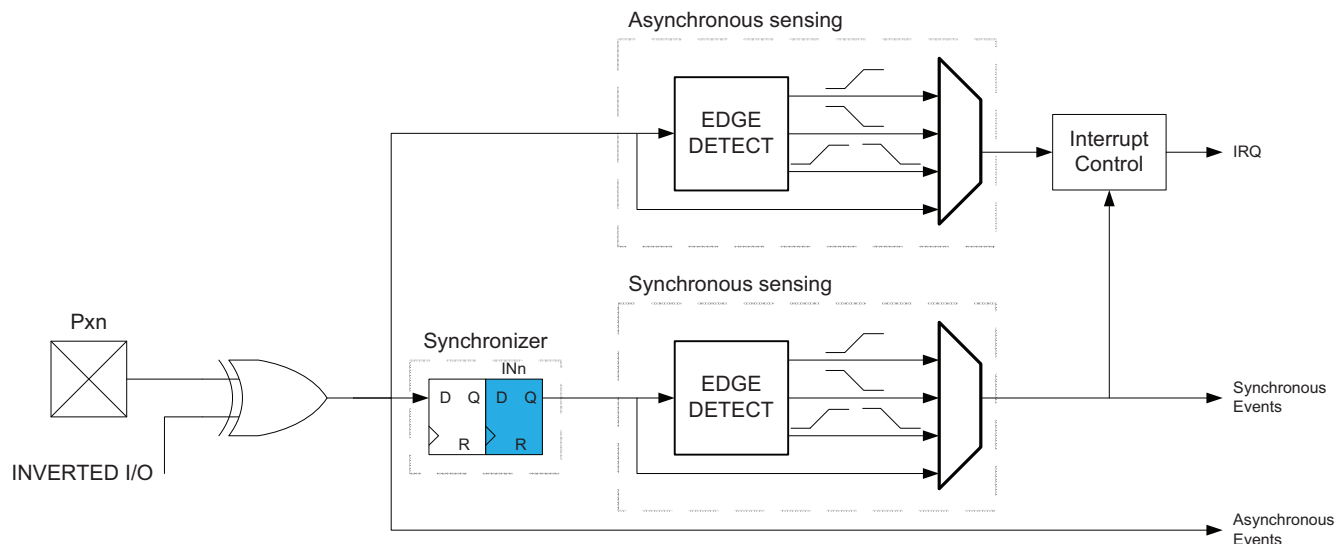 Asynchronous sensing
EDGE
DETECT
Interrupt
Control
IRQ
Synchronous sensing
Pxn
Synchronizer
INn
D Q D Q
R R
EDGE
DETECT
Synchronous
Events
INVERTED I/O
Asynchronous
Events